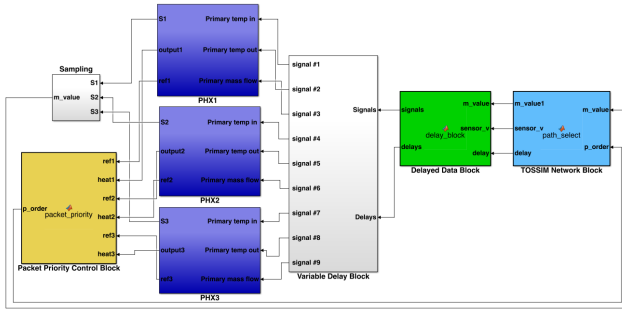 Sampling
S1
m_value
S2
S3
S1
Primary temp in
output1
Primary temp out
ref1
Primary mass flow
PHX1
S2
Primary temp in
output2
Primary temp out
ref2
Primary mass flow
PHX2
S3
Primary temp in
output3
Primary temp out
ref3
Primary mass flow
PHX3
ref1
heat1
ref2
p_order
packet_priority
heat2
ref3
heat3
Packet Priority Control Block
signal #1
signal #2
signal #3
signal #4
signal #5
signal #6
signal #7
signal #8
signal #9
Signals
Delays
Variable Delay Block
signals
m_value
delay_block
sensor_v
delays
delay
Delayed Data Block
m_value1
m_value
sensor_v
path_select
delay
p_order
TOSSIM Network Block